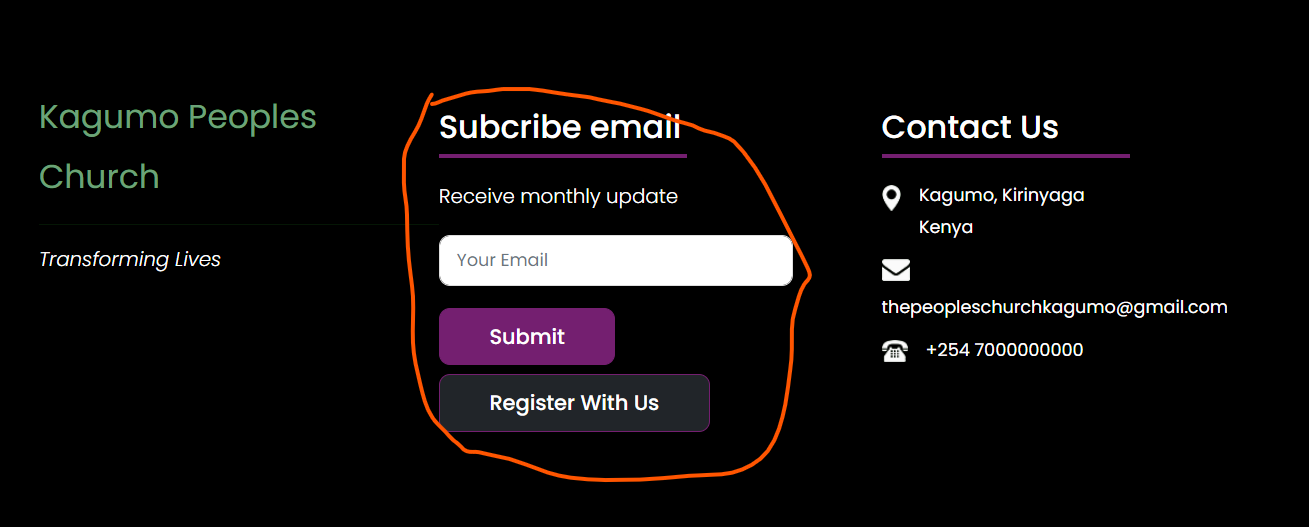 Kagumo Peoples
Church
Transforming Lives
Subcribe email
Receive monthly update
Your Email
Submit
Register With Us
Contact Us
Kagumo, Kirinyaga
Kenya
thepeopleschurchkagumo@gmail.com
+254 7000000000